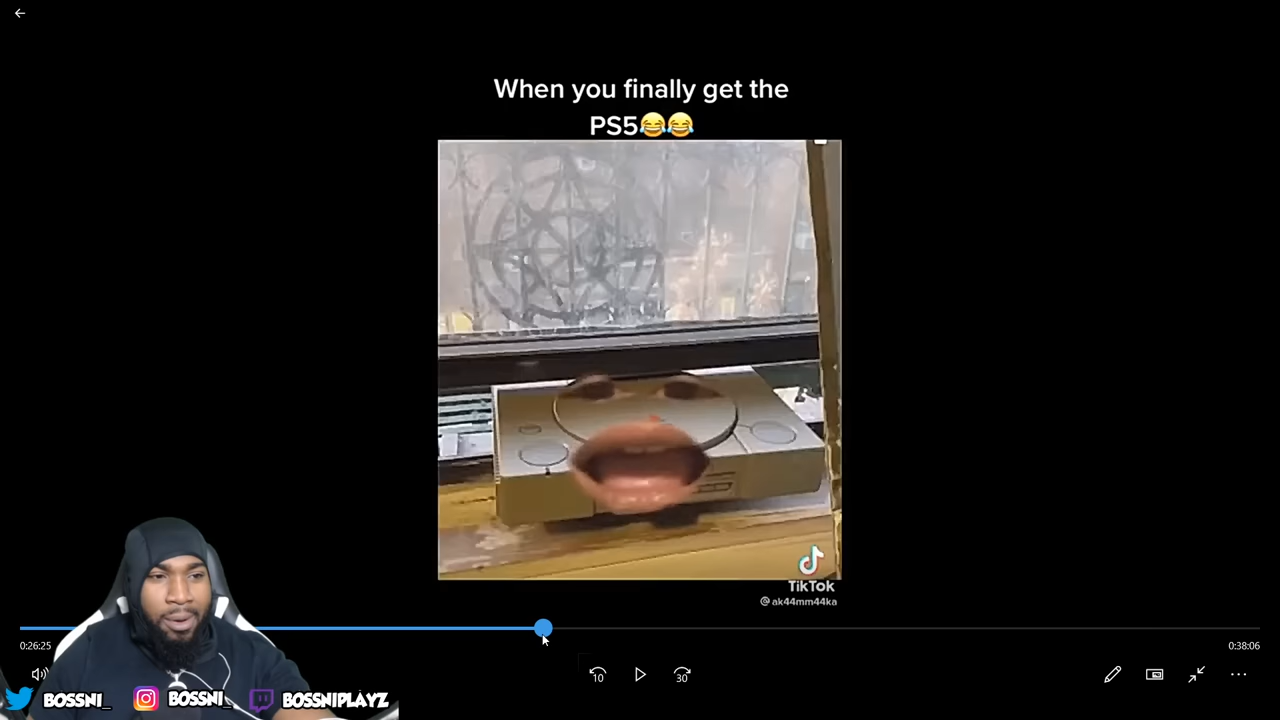 When you finally get the
PS5😂😂
TikTok
@ak44mm44ka
0:26:25
0:38:06
10
30
BOSSNI_
BOSSNI_
BOSSNIPLAYZ